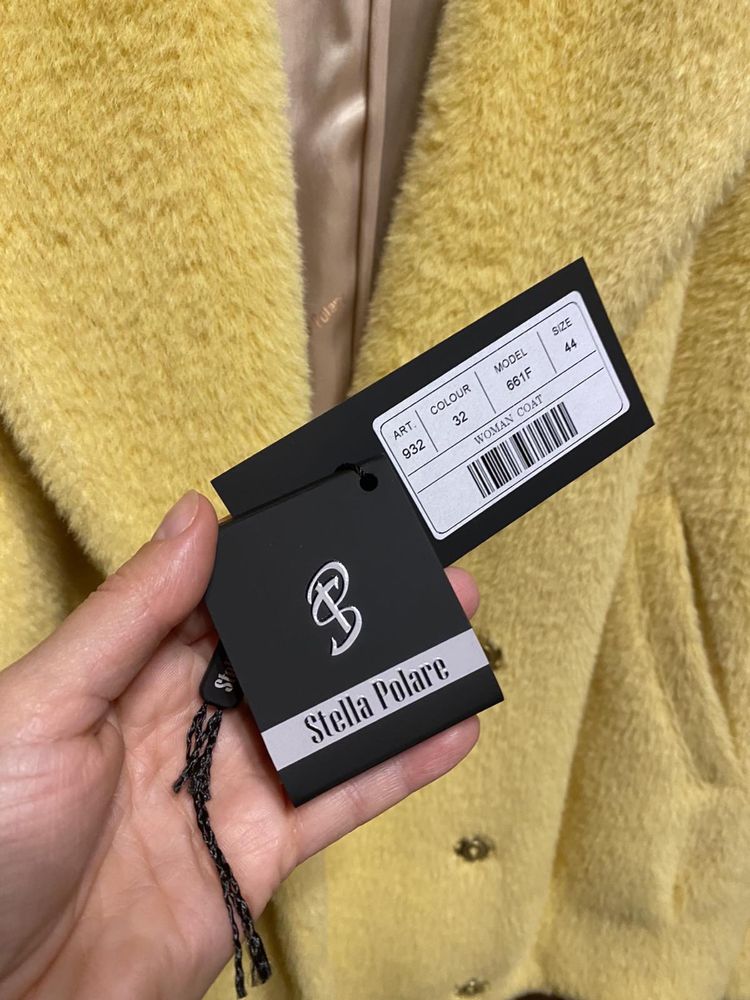 ART.
932
COLOUR
32
MODEL
661F
SIZE
44
WOMAN COAT
Stella Polare